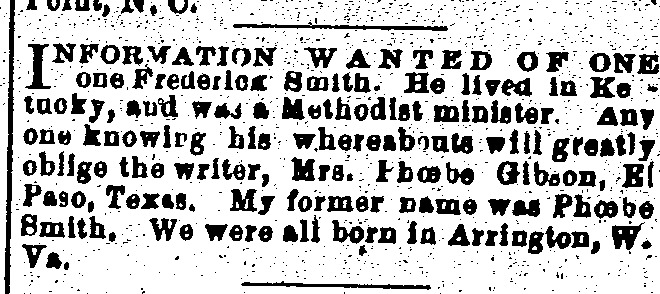 Point, N. C.
INFORMATION WANTED OF ONE
one Frederick Smith. He lived in Ke -
tucky, and was a Methodist minister. Any
one knowing his whereabouts will greatly
oblige the writer, Mrs. Phœbe Gibson, El
Paso, Texas. My former name was Phœbe
Smith. We were all born in Arrington, W.
Va.